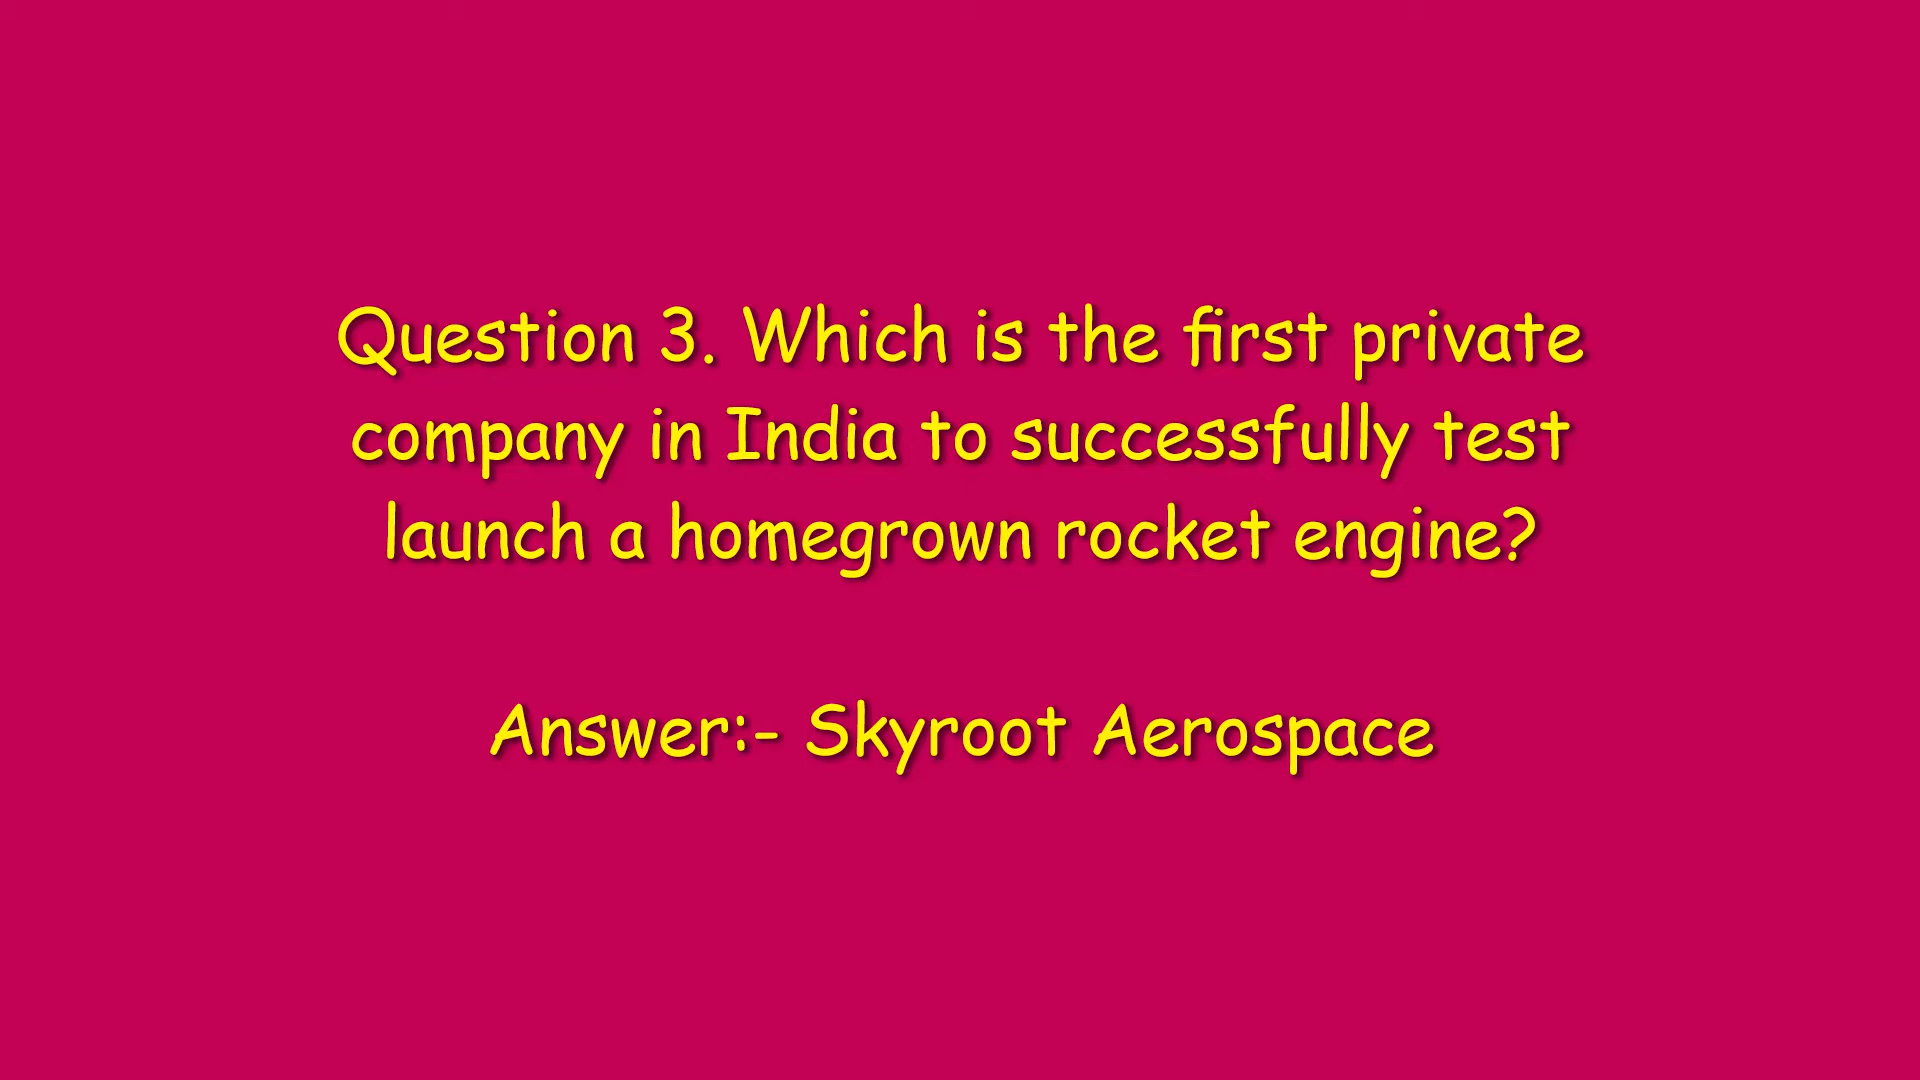 Question 3. Which is the first private
company in India to successfully test
launch a homegrown rocket engine?
Answer:- Skyroot Aerospace